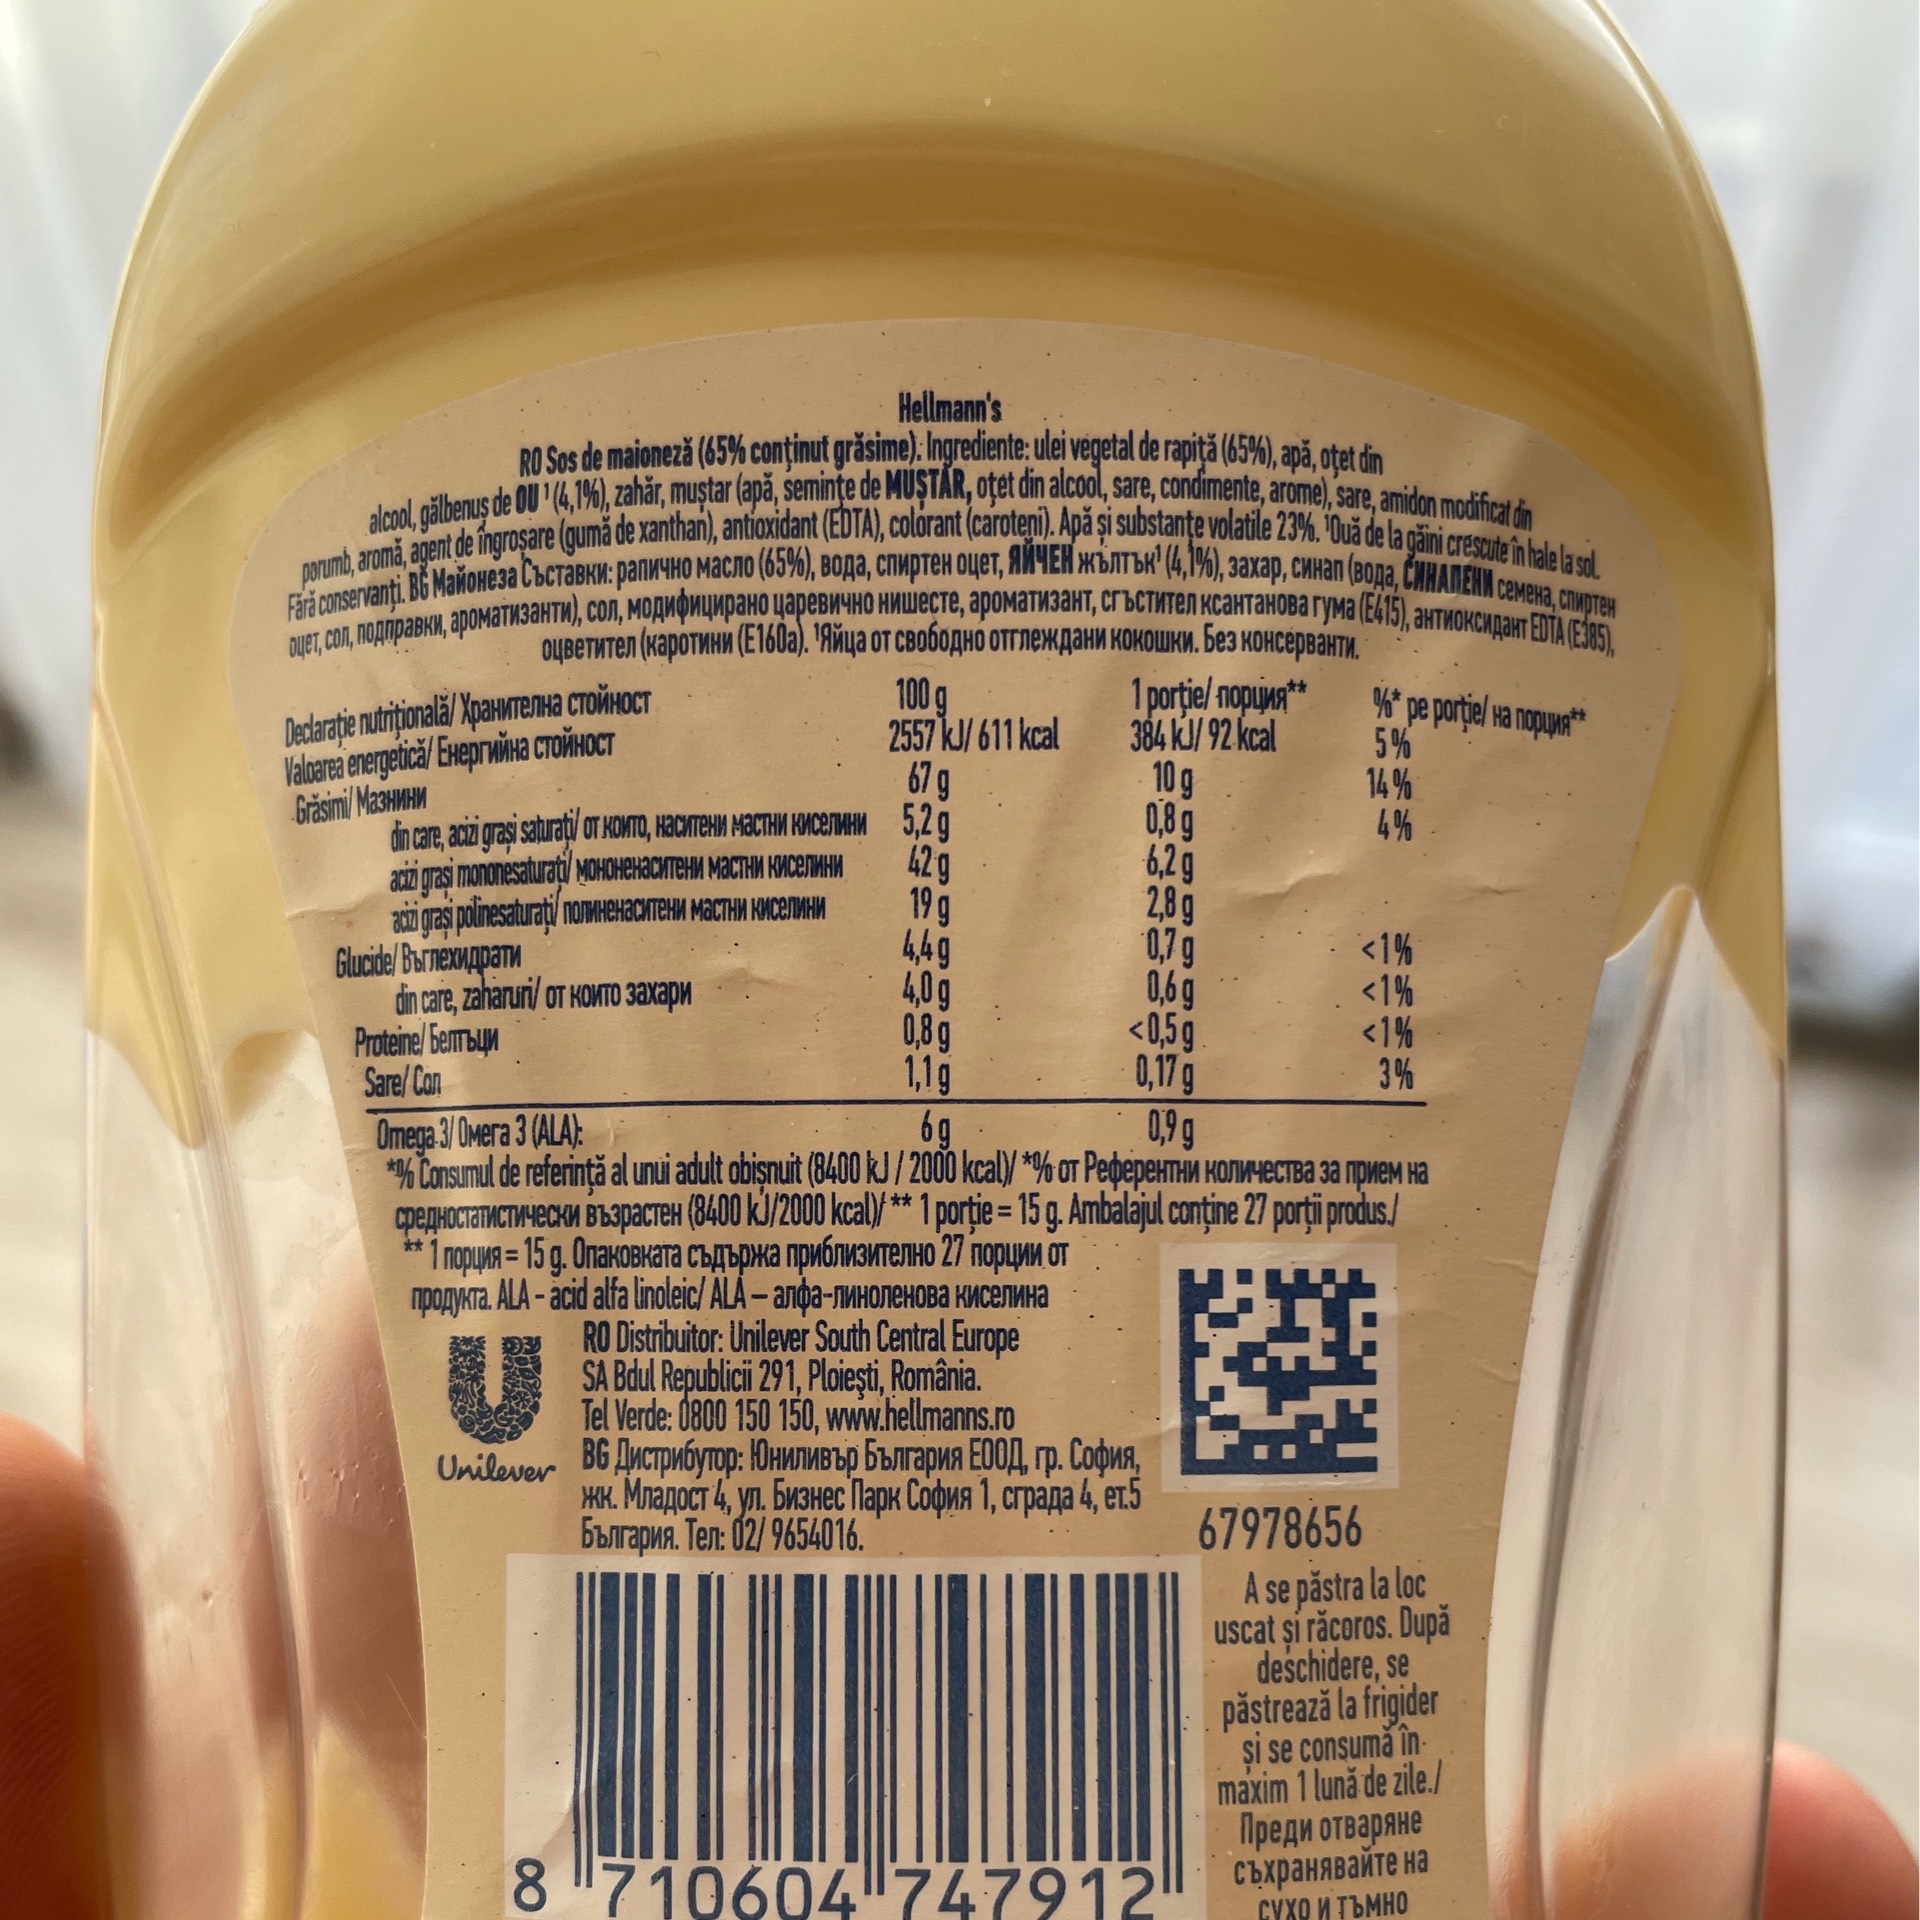 Hellmann's
RO Sos de maioneză (65% conținut grăsime). Ingrediente: ulei vegetal de rapiță (65%), apă, oțet din
alcool, gălbenuș de OU¹ (4,1%), zahăr, muștar (apă, semințe de MUȘTAR, oțet din alcool, sare, condimente, arome), sare, amidon modificat din
porumb, aromă, agent de îngroșare (gumă de xanthan), antioxidant (EDTA), colorant (caroteni). Apă și substanțe volatile 23%. ¹Ouă de la găini crescute în hale la sol.
Fără conservanți. BG Майонеза Съставки: рапично масло (65%), вода, спиртен оцет, ЯЙЧЕН жълтък¹ (4,1%), захар, синап (вода, СИНАПЕНИ семена, спиртен
оцет, сол, подправки, ароматизанти), сол, модифицирано царевично нишесте, ароматизант, сгъстител ксантанова гума (E415), антиоксидант EDTA (E385),
оцветител (каротини (E160a). ¹Яйца от свободно отглеждани кокошки. Без консерванти.
Declarație nutrițională/ Хранителна стойност 100 g 1 porție/ порция** %* pe porție/ на порция**
Valoarea energetică/ Енергийна стойност 2557 kJ/ 611 kcal 384 kJ/ 92 kcal 5%
Grăsimi/ Мазнини 67 g 10 g 14%
din care, acizi grași saturați/ от които, наситени мастни киселини 5,2 g 0,8 g 4%
acizi grași mononesaturați/ мононенаситени мастни киселини 42 g 6,2 g
acizi grași polinesaturați/ полиненаситени мастни киселини 19 g 2,8 g
Glucide/ Въглехидрати 4,4 g 0,7 g <1%
din care, zaharuri/ от които захари 4,0 g 0,6 g <1%
Proteine/ Белтъци 0,8 g <0,5 g <1%
Sare/ Сол 1,1 g 0,17 g 3%
Omega 3/ Омега 3 (ALA): 6 g 0,9 g
*% Consumul de referință al unui adult obișnuit (8400 kJ / 2000 kcal)/ *% от Референтни количества за прием на
средностатистически възрастен (8400 kJ/2000 kcal)/ ** 1 porție = 15 g. Ambalajul conține 27 porții produs./
** 1 порция = 15 g. Опаковката съдържа приблизително 27 порции от
продукта. ALA - acid alfa linoleic/ ALA – алфа-линоленова киселина
RO Distribuitor: Unilever South Central Europe
SA Bdul Republicii 291, Ploiești, România.
Tel Verde: 0800 150 150, www.hellmanns.ro
BG Дистрибутор: Юниливър България ЕООД, гр. София,
жк. Младост 4, ул. Бизнес Парк София 1, сграда 4, ет.5
България. Тел: 02/ 9654016.
Unilever
67978656
A se păstra la loc
uscat și răcoros. După
deschidere, se
păstrează la frigider
și se consumă în
maxim 1 lună de zile./
Преди отваряне
съхранявайте на
сухо и тъмно
8 710604 747912